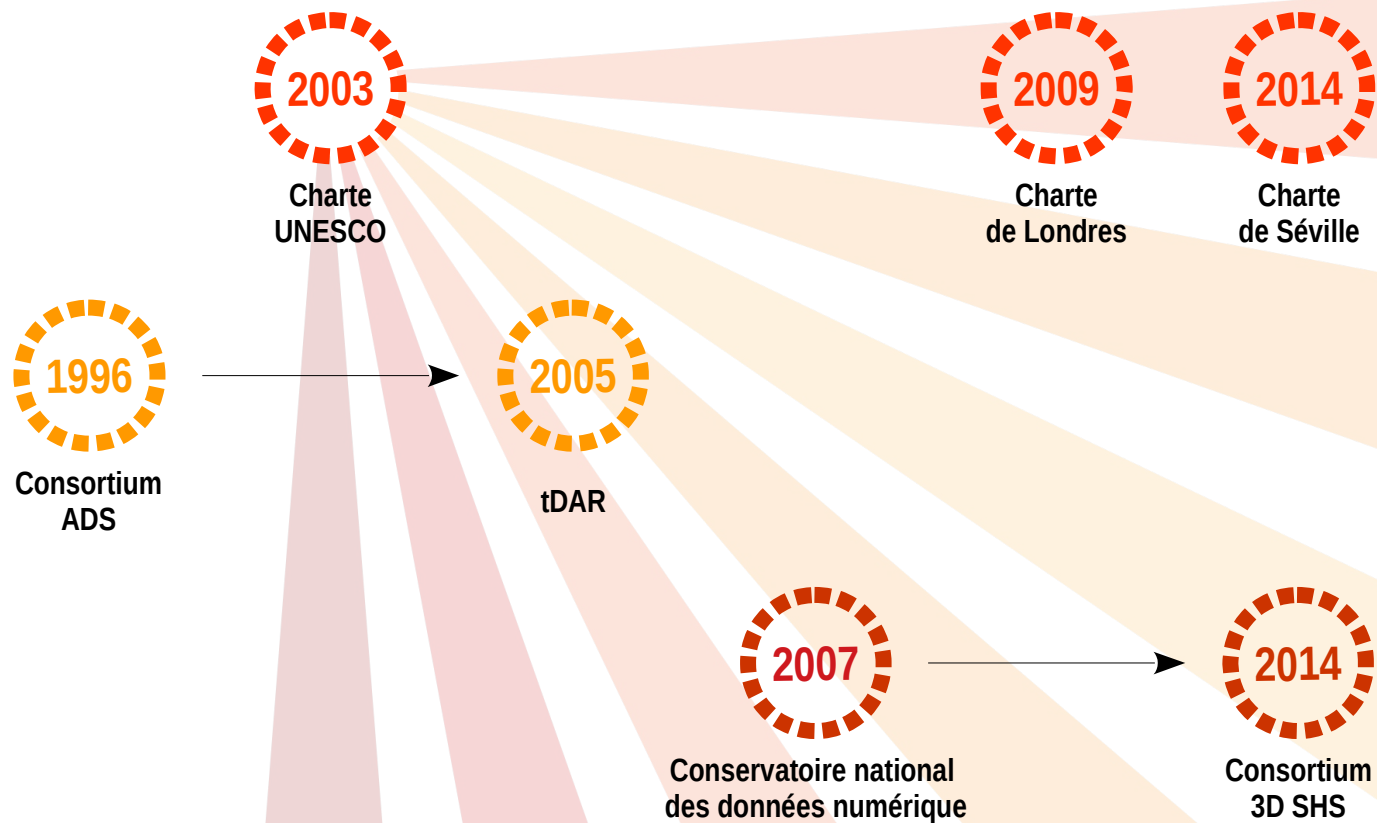 2003
Charte
UNESCO
2009
Charte
de Londres
2014
Charte
de Séville
1996
Consortium
ADS
2005
tDAR
2007
Conservatoire national
des données numérique
2014
Consortium
3D SHS